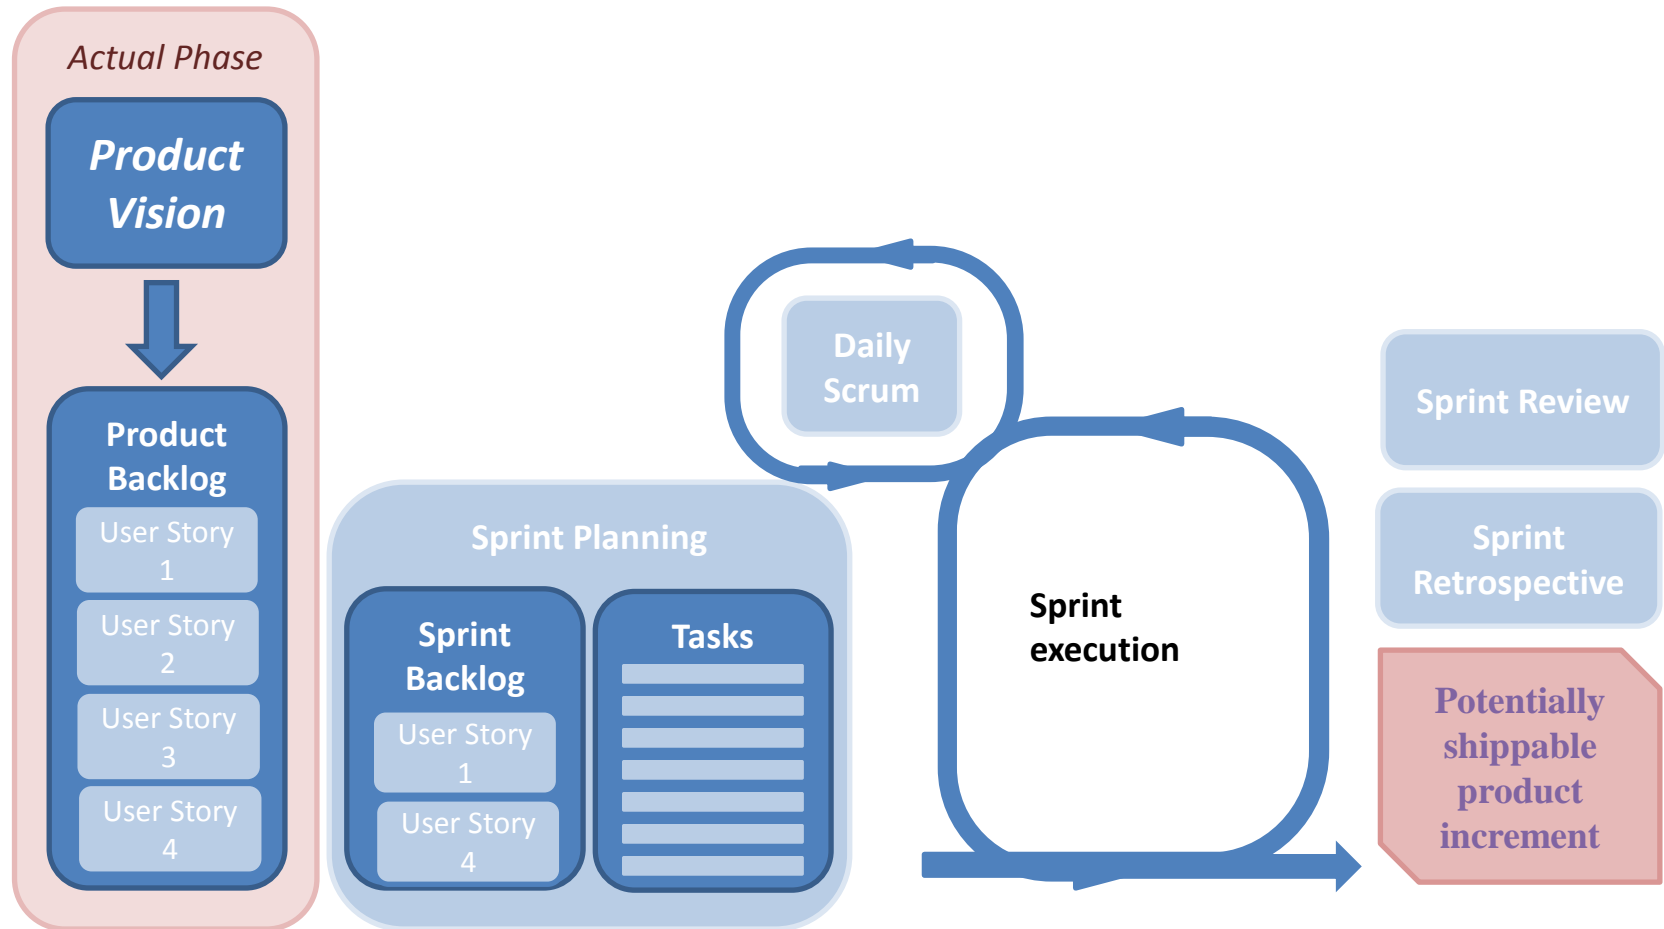 Actual Phase
Product
Vision
Product
Backlog
User Story
1
User Story
2
User Story
3
User Story
4
Sprint Planning
Sprint
Backlog
User Story
1
User Story
4
Tasks
Daily
Scrum
Sprint
execution
Sprint Review
Sprint
Retrospective
Potentially
shippable
product
increment